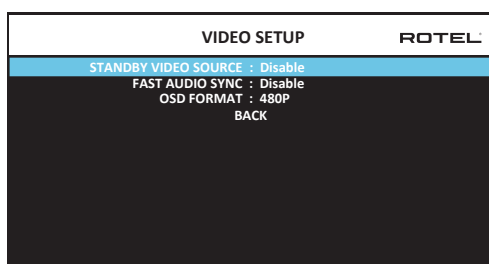 VIDEO SETUP ROTEL
STANDBY VIDEO SOURCE : Disable
FAST AUDIO SYNC : Disable
OSD FORMAT : 480P
BACK